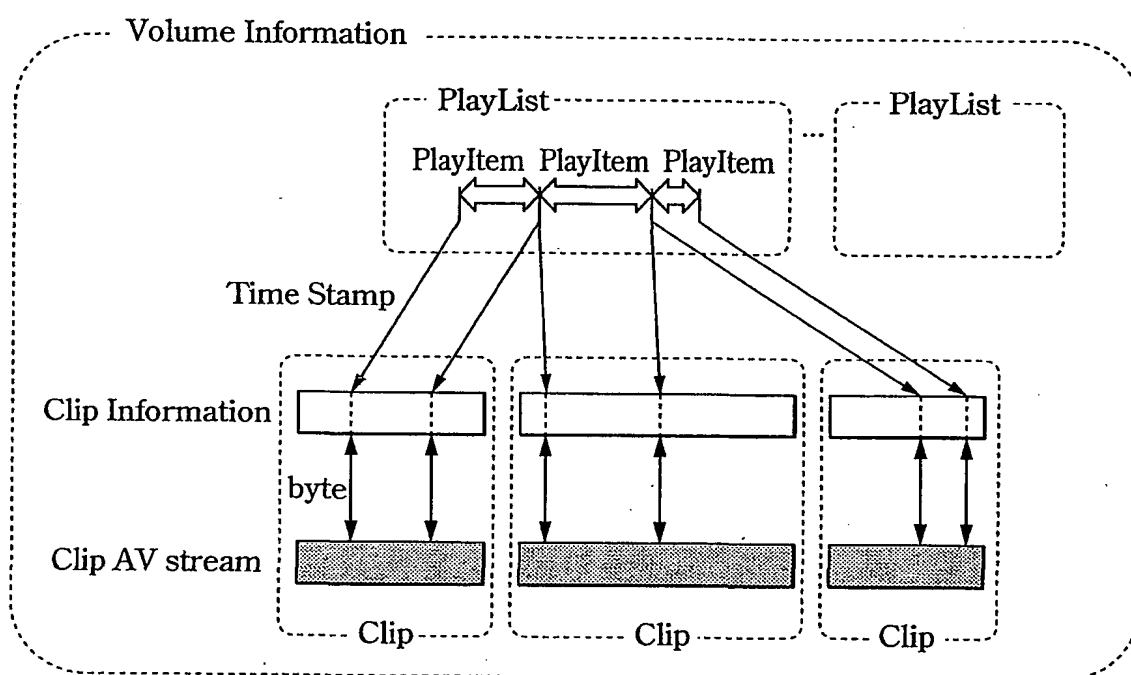 Volume Information
PlayList
PlayList
...
PlayItem PlayItem PlayItem
Time Stamp
Clip Information
byte
Clip AV stream
Clip
Clip
Clip